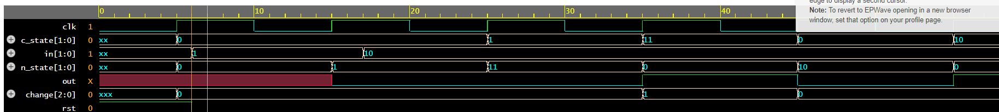 edge to display a second cursor.
Note: To revert to EPWave opening in a new browser
window, set that option on your profile page.
0 10 20 30 40
clk 1
c_state[1:0] 0 xx 0 1 11 0 10
in[1:0] 1 xx 1 10
n_state[1:0] 0 xx 0 1 11 0 10 0
out X
change[2:0] 0 xxx 0 1 0
rst 0